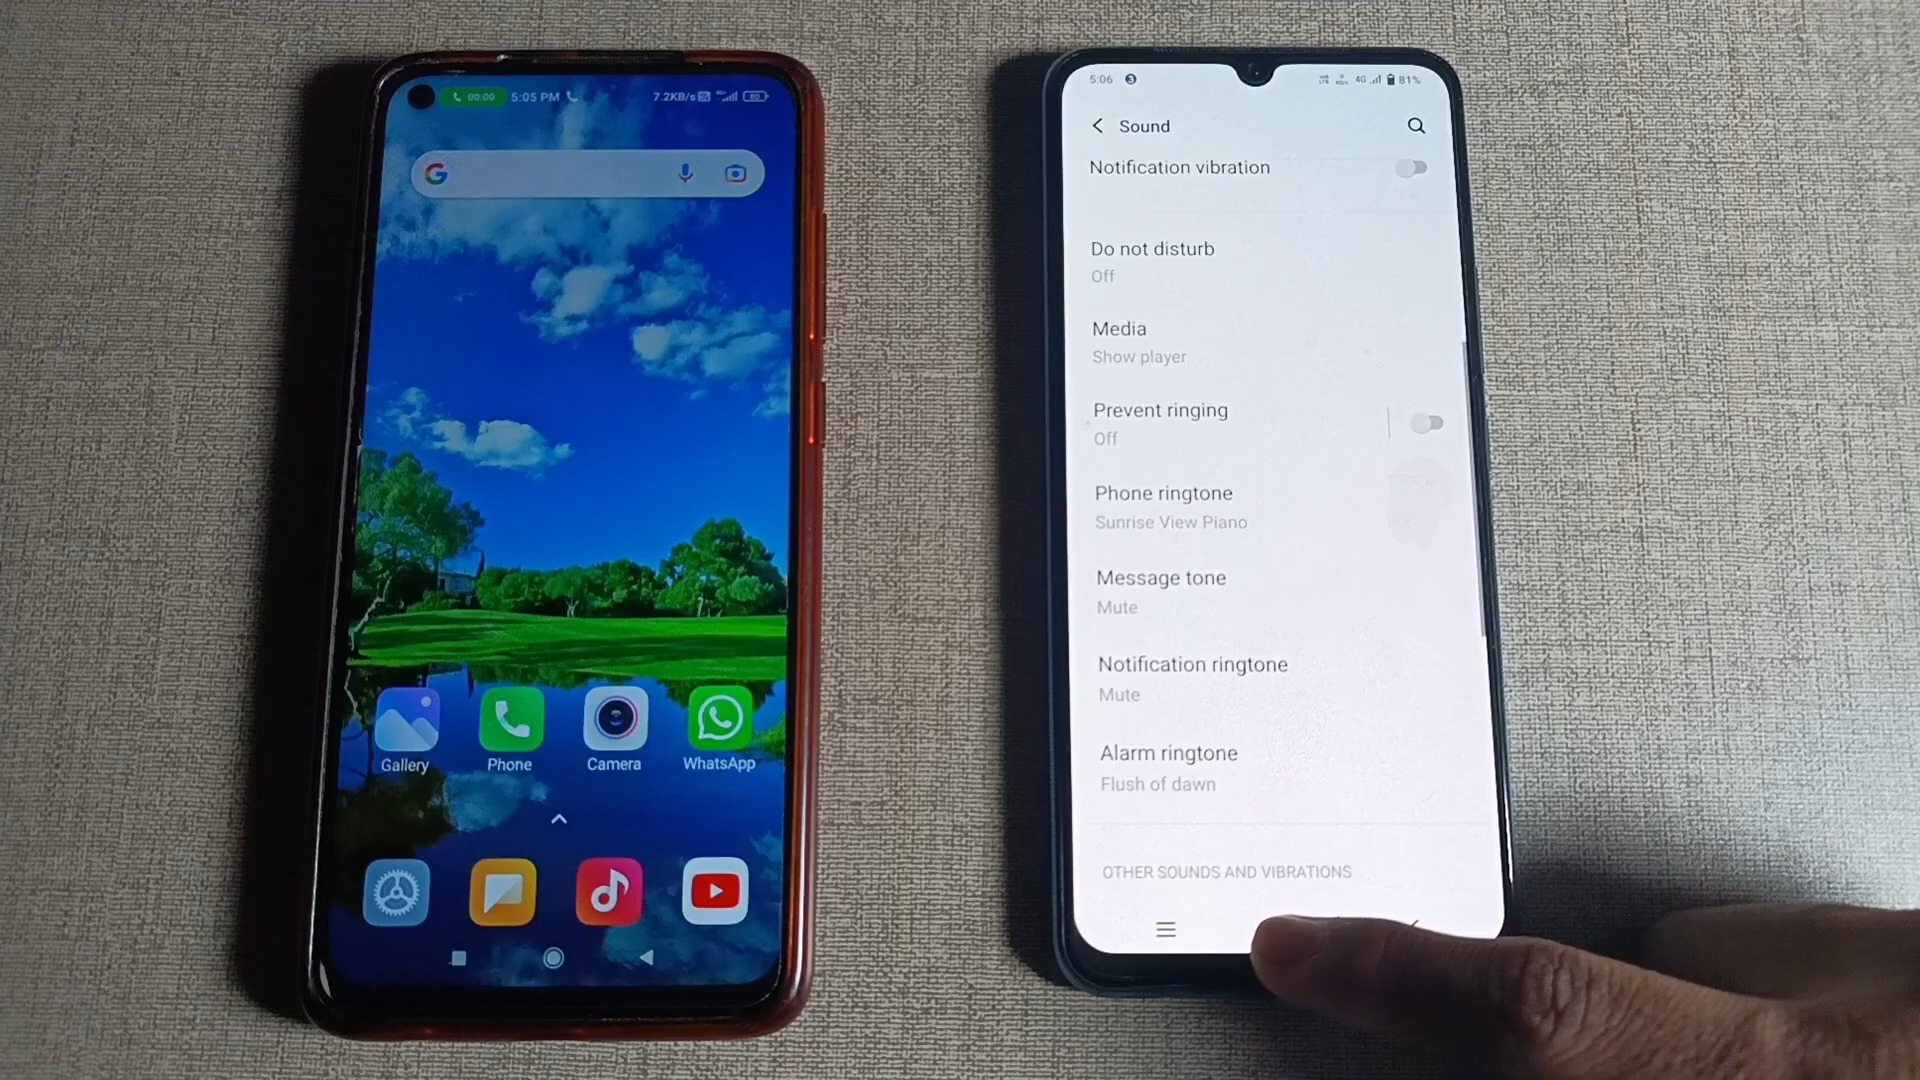 00:00 5:05 PM 7.2KB/s 80
G
Gallery Phone Camera WhatsApp
5:06 4G 81%
Sound
Notification vibration
Do not disturb
Off
Media
Show player
Prevent ringing
Off
Phone ringtone
Sunrise View Piano
Message tone
Mute
Notification ringtone
Mute
Alarm ringtone
Flush of dawn
OTHER SOUNDS AND VIBRATIONS